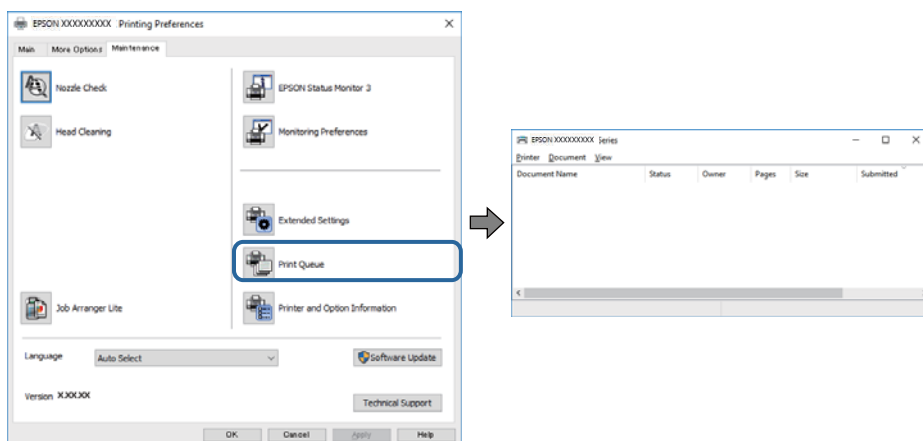 EPSON XXXXXXXXX Printing Preferences
Main More Options Maintenance
Nozzle Check
Head Cleaning
Job Arranger Lite
EPSON Status Monitor 3
Monitoring Preferences
Extended Settings
Print Queue
Printer and Option Information
Language Auto Select Software Update
Version X.XX.XX
Technical Support
OK Cancel Apply Help
EPSON XXXXXXXXX Series
Printer Document View
Document Name Status Owner Pages Size Submitted